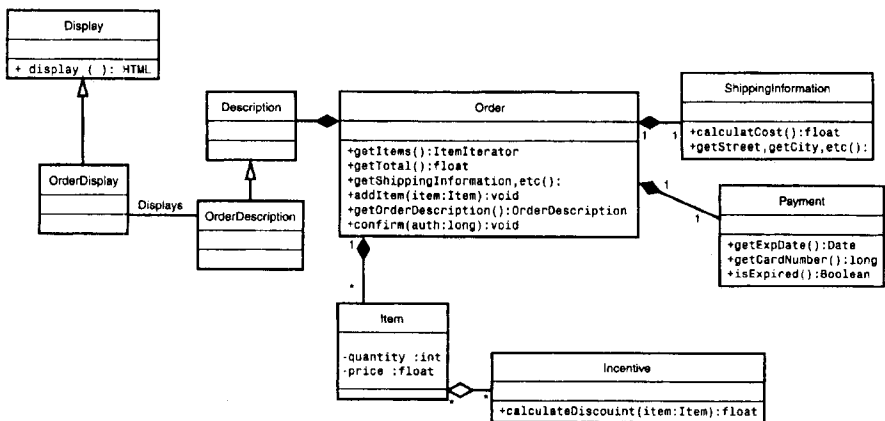 Display
+ display ( ): HTML
Description
Order
+getItems():ItemIterator
+getTotal():float
+getShippingInformation,etc():
+addItem(item:Item):void
+getOrderDescription():OrderDescription
+confirm(auth:long):void
ShippingInformation
+calculatCost():float
+getStreet,getCity,etc():
1
1
OrderDisplay
Displays
OrderDescription
1
1
Payment
+getExpDate():Date
+getCardNumber():long
+isExpired():Boolean
1
*
Item
-quantity :int
-price :float
*
*
Incentive
+calculateDiscouint(item:Item):float